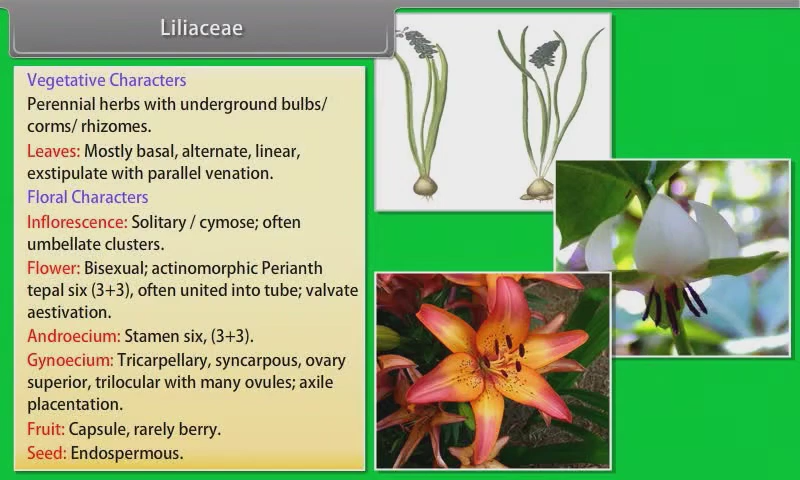 Liliaceae
Vegetative Characters
Perennial herbs with underground bulbs/
corms/ rhizomes.
Leaves: Mostly basal, alternate, linear,
exstipulate with parallel venation.
Floral Characters
Inflorescence: Solitary / cymose; often
umbellate clusters.
Flower: Bisexual; actinomorphic Perianth
tepal six (3+3), often united into tube; valvate
aestivation.
Androecium: Stamen six, (3+3).
Gynoecium: Tricarpellary, syncarpous, ovary
superior, trilocular with many ovules; axile
placentation.
Fruit: Capsule, rarely berry.
Seed: Endospermous.